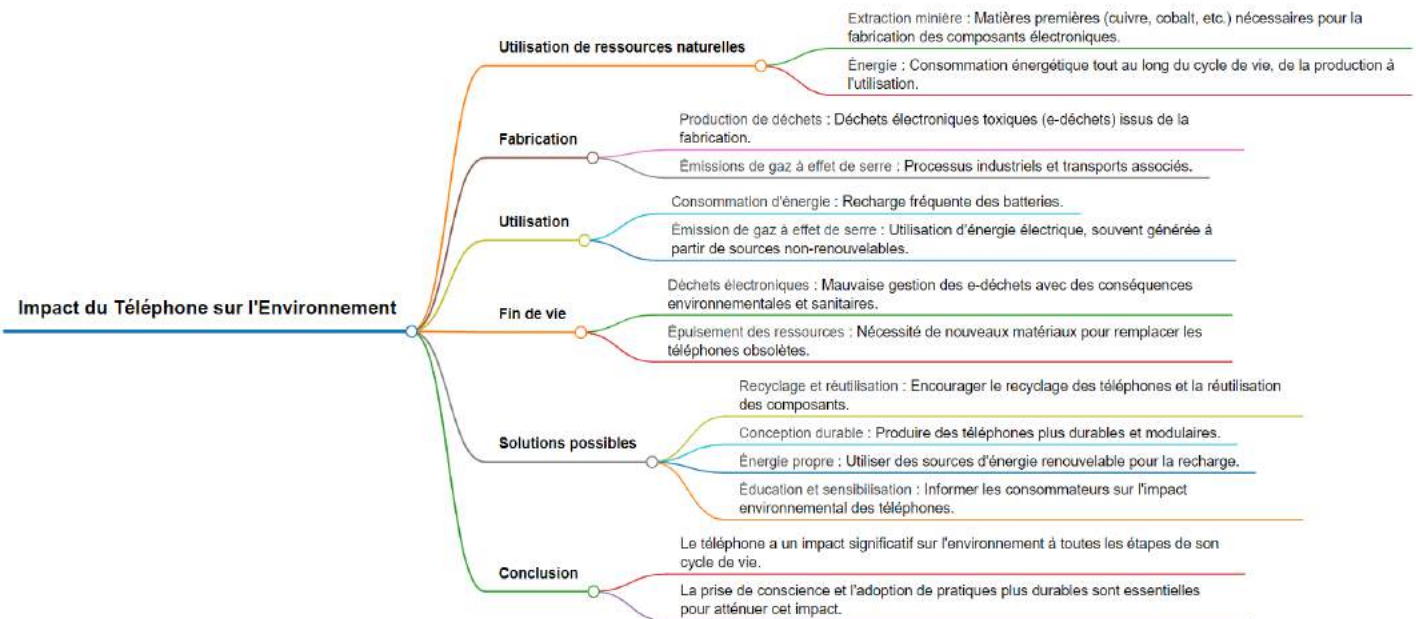 Impact du Téléphone sur l'Environnement
Utilisation de ressources naturelles
Extraction minière : Matières premières (cuivre, cobalt, etc.) nécessaires pour la
fabrication des composants électroniques.
Énergie : Consommation énergétique tout au long du cycle de vie, de la production à
l'utilisation.
Fabrication
Production de déchets : Déchets électroniques toxiques (e-déchets) issus de la
fabrication.
Émissions de gaz à effet de serre : Processus industriels et transports associés.
Utilisation
Consommation d'énergie : Recharge fréquente des batteries.
Émission de gaz à effet de serre : Utilisation d'énergie électrique, souvent générée à
partir de sources non-renouvelables.
Fin de vie
Déchets électroniques : Mauvaise gestion des e-déchets avec des conséquences
environnementales et sanitaires.
Épuisement des ressources : Nécessité de nouveaux matériaux pour remplacer les
téléphones obsolètes.
Solutions possibles
Recyclage et réutilisation : Encourager le recyclage des téléphones et la réutilisation
des composants.
Conception durable : Produire des téléphones plus durables et modulaires.
Énergie propre : Utiliser des sources d'énergie renouvelable pour la recharge.
Éducation et sensibilisation : Informer les consommateurs sur l'impact
environnemental des téléphones.
Conclusion
Le téléphone a un impact significatif sur l'environnement à toutes les étapes de son
cycle de vie.
La prise de conscience et l'adoption de pratiques plus durables sont essentielles
pour atténuer cet impact.